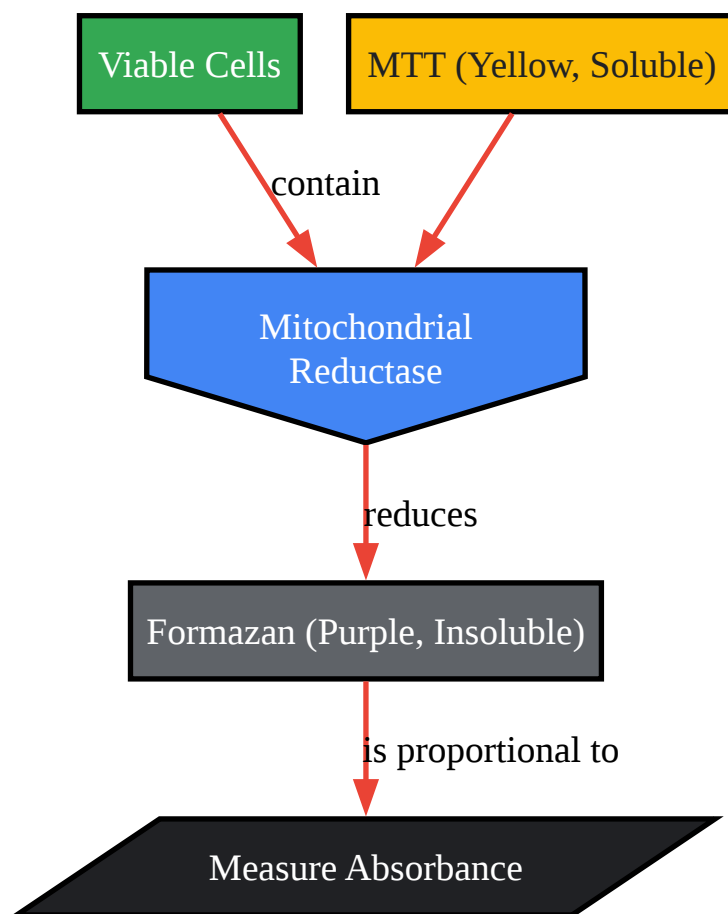 Viable Cells
MTT (Yellow, Soluble)
contain
Mitochondrial
Reductase
reduces
Formazan (Purple, Insoluble)
is proportional to
Measure Absorbance